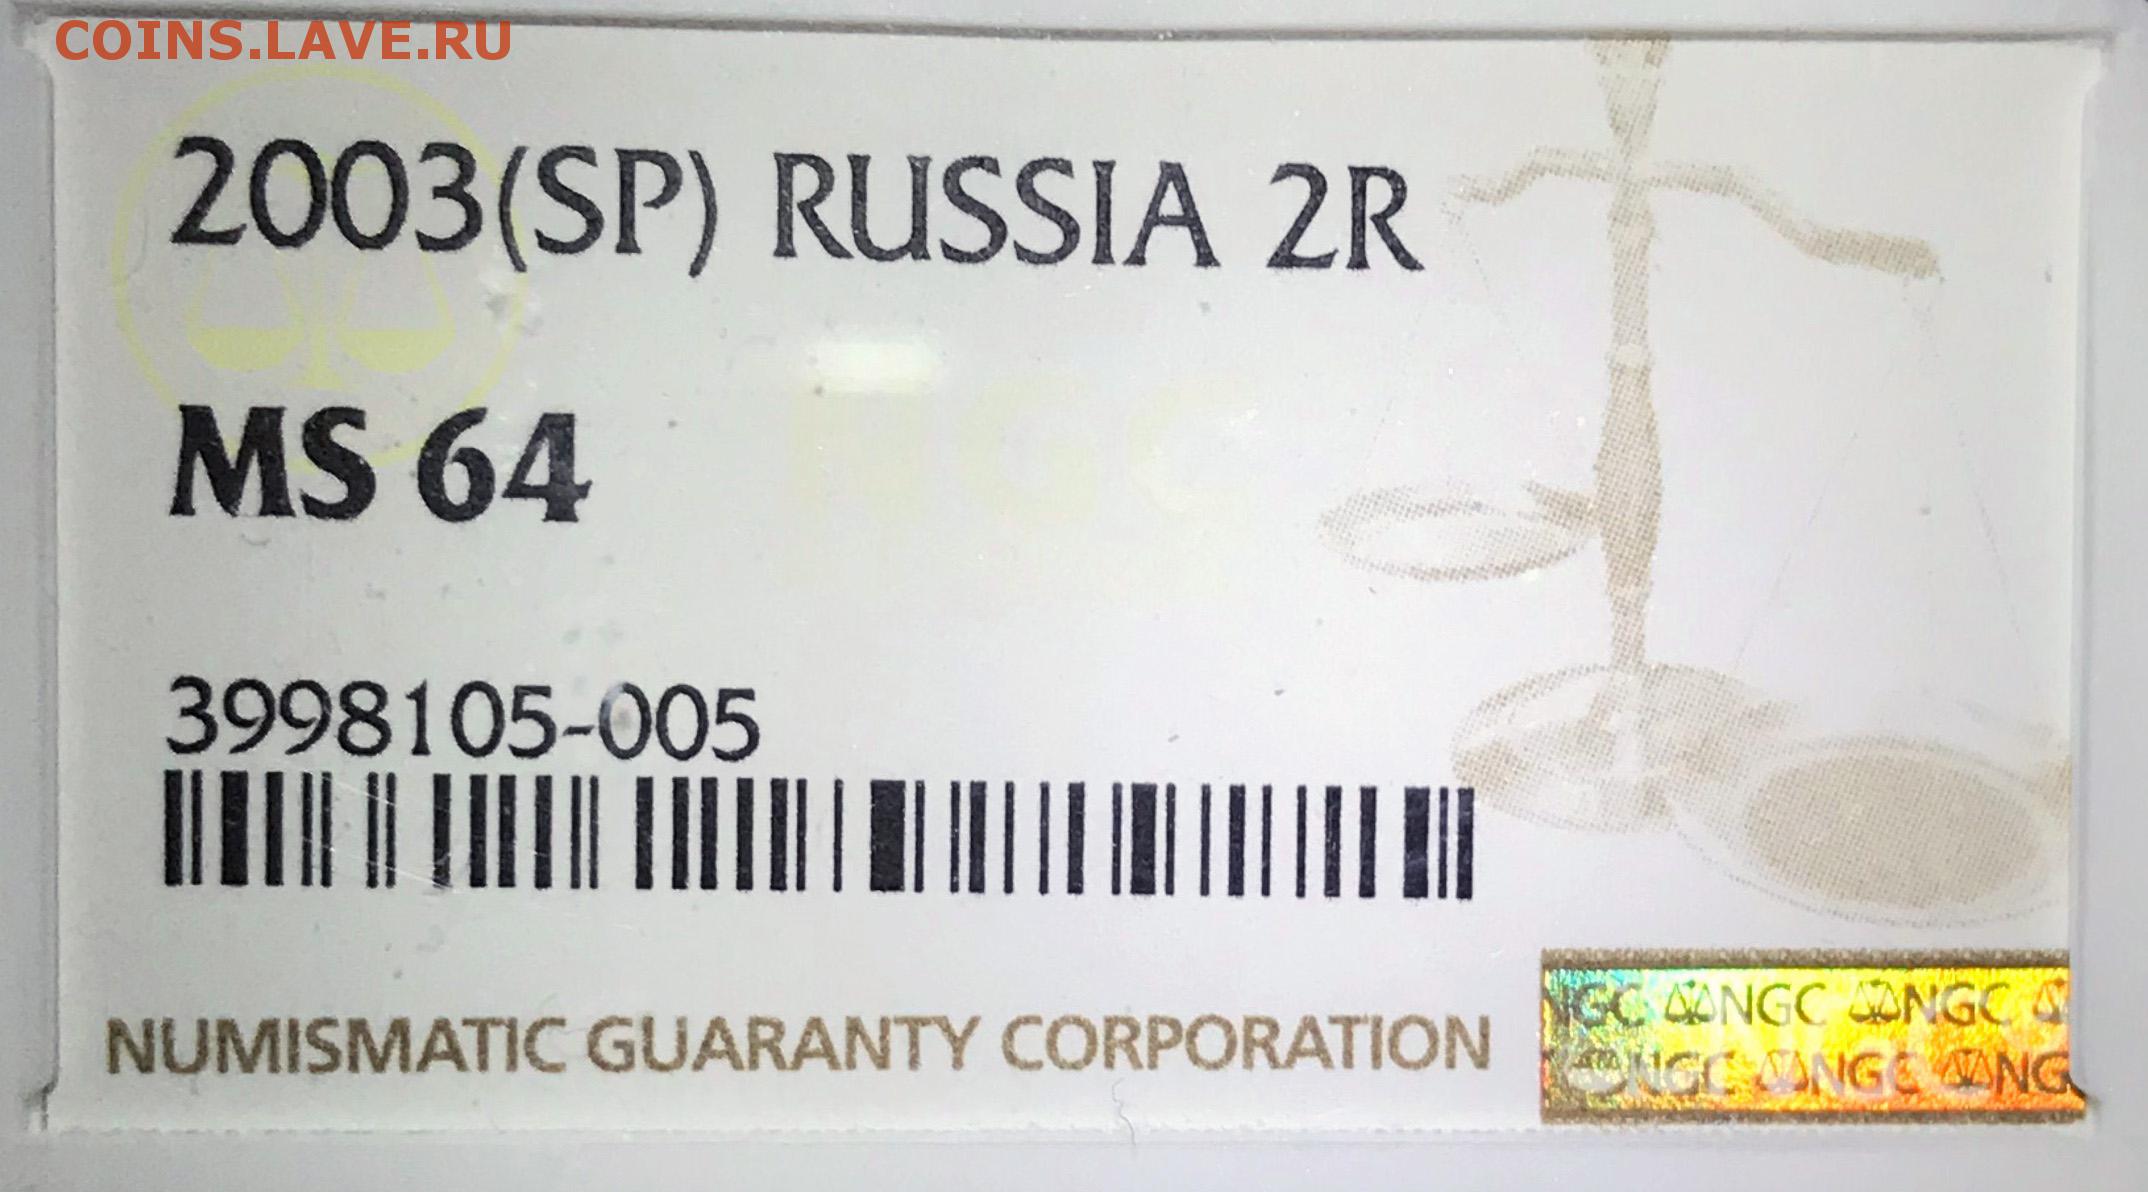 COINS.LAVE.RU
2003(SP) RUSSIA 2R
MS 64
NGC
3998105-005
NUMISMATIC GUARANTY CORPORATION
NGC NGC NGC
NGC NGC NG